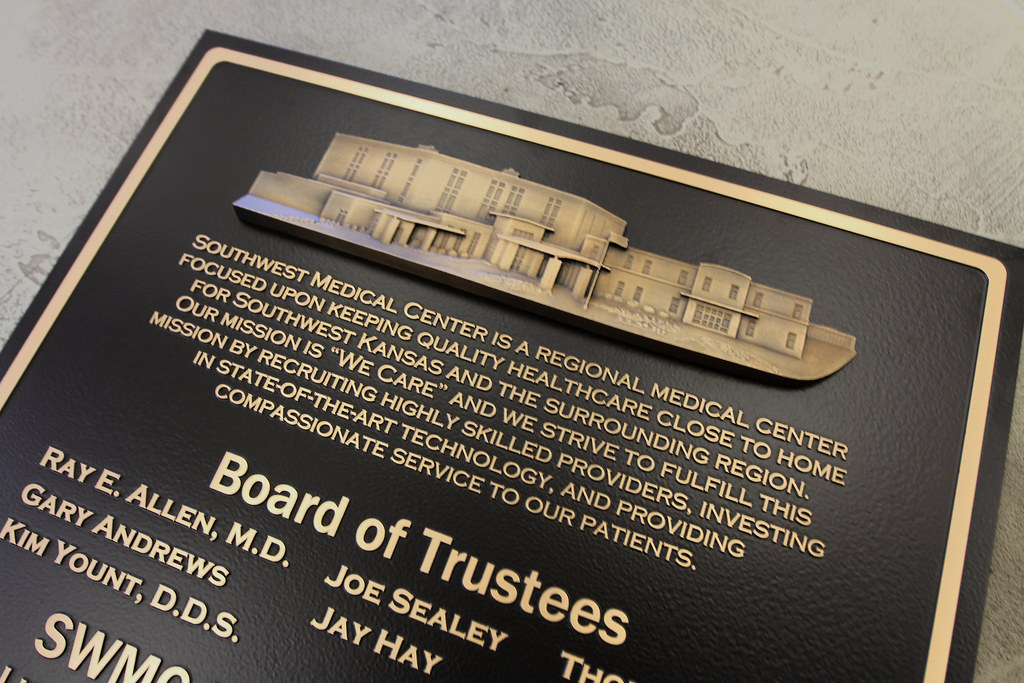 SOUTHWEST MEDICAL CENTER IS A REGIONAL MEDICAL CENTER
FOCUSED UPON KEEPING QUALITY HEALTHCARE CLOSE TO HOME
FOR SOUTHWEST KANSAS AND THE SURROUNDING REGION.
OUR MISSION IS “WE CARE” AND WE STRIVE TO FULFILL THIS
MISSION BY RECRUITING HIGHLY SKILLED PROVIDERS, INVESTING
IN STATE-OF-THE-ART TECHNOLOGY, AND PROVIDING
COMPASSIONATE SERVICE TO OUR PATIENTS.
Board of Trustees
RAY E. ALLEN, M.D.
GARY ANDREWS
KIM YOUNT, D.D.S.
JOE SEALEY
JAY HAY